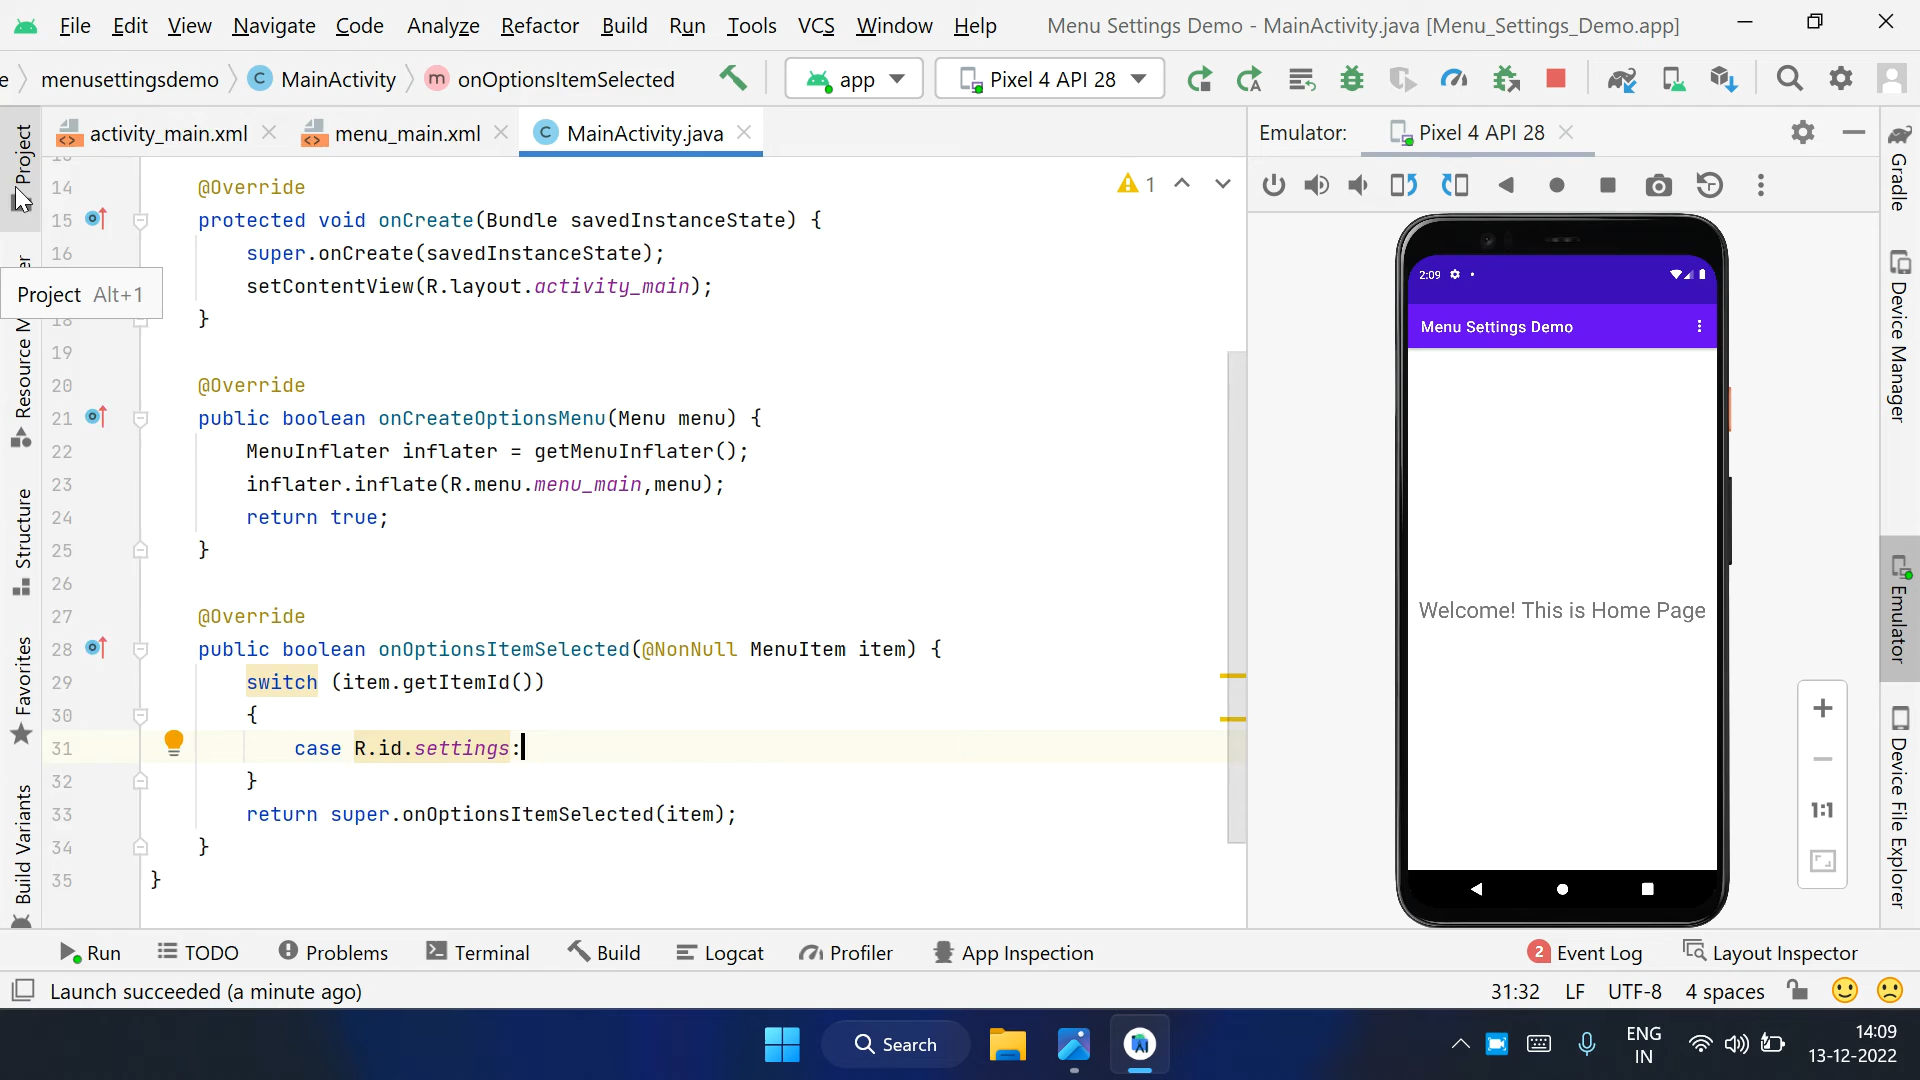 File Edit View Navigate Code Analyze Refactor Build Run Tools VCS Window Help Menu Settings Demo - MainActivity.java [Menu_Settings_Demo.app]
e menusettingsdemo C MainActivity m onOptionsItemSelected app Pixel 4 API 28
activity_main.xml menu_main.xml C MainActivity.java Emulator: Pixel 4 API 28
Project
Project Alt+1
Structure
Favorites
Build Variants
1
14 @Override
15 protected void onCreate(Bundle savedInstanceState) {
16 super.onCreate(savedInstanceState);
setContentView(R.layout.activity_main);
18 }
19
20 @Override
21 public boolean onCreateOptionsMenu(Menu menu) {
22 MenuInflater inflater = getMenuInflater();
23 inflater.inflate(R.menu.menu_main,menu);
24 return true;
25 }
26
27 @Override
28 public boolean onOptionsItemSelected(@NonNull MenuItem item) {
29 switch (item.getItemId())
30 {
31 case R.id.settings:
32 }
33 return super.onOptionsItemSelected(item);
34 }
35 }
2:09
Menu Settings Demo
Welcome! This is Home Page
1:1
Gradle
Device Manager
Emulator
Device File Explorer
Run TODO Problems Terminal Build Logcat Profiler App Inspection 2 Event Log Layout Inspector
Launch succeeded (a minute ago) 31:32 LF UTF-8 4 spaces
Search
ENG
IN
14:09
13-12-2022